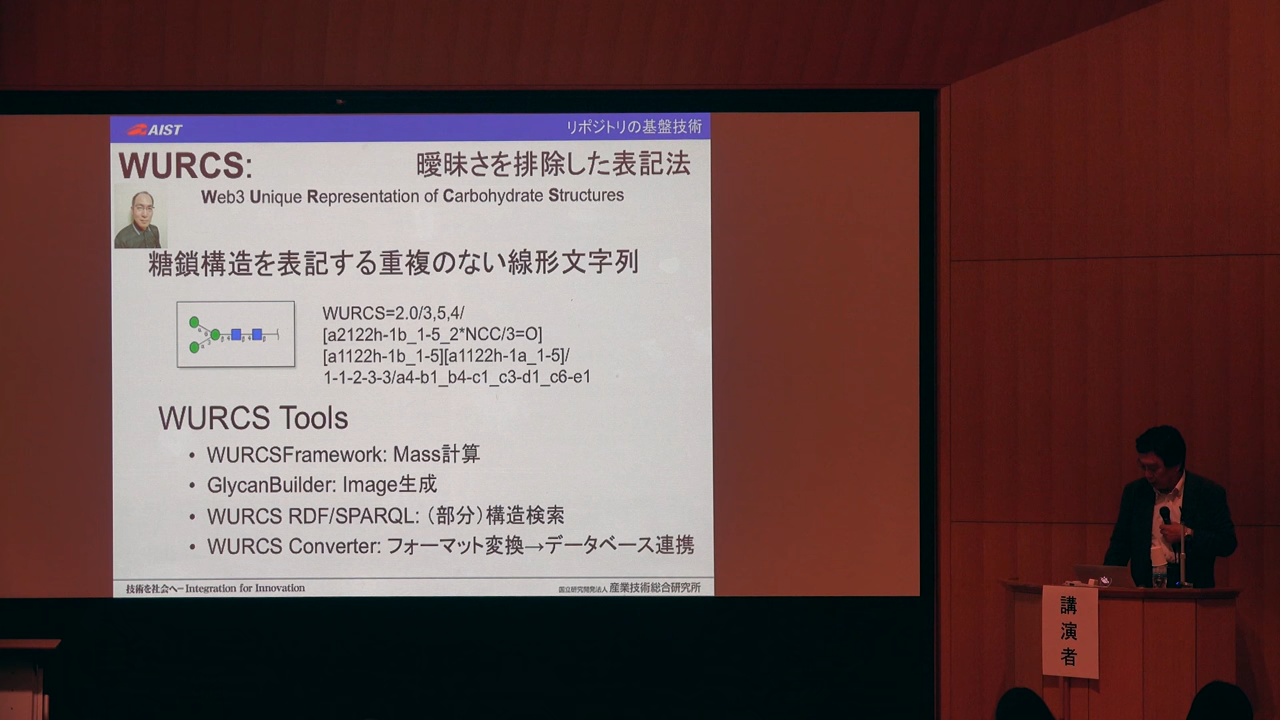 AIST
リポジトリの基盤技術
WURCS:
曖昧さを排除した表記法
Web3 Unique Representation of Carbohydrate Structures
糖鎖構造を表記する重複のない線形文字列
WURCS=2.0/3,5,4/
[a2122h-1b_1-5_2*NCC/3=O]
[a1122h-1b_1-5][a1122h-1a_1-5]/
1-1-2-3-3/a4-b1_b4-c1_c3-d1_c6-e1
WURCS Tools
• WURCSFramework: Mass計算
• GlycanBuilder: Image生成
• WURCS RDF/SPARQL:（部分）構造検索
• WURCS Converter: フォーマット変換→データベース連携
技術を社会へ－Integration for Innovation
国立研究開発法人 産業技術総合研究所
講演者